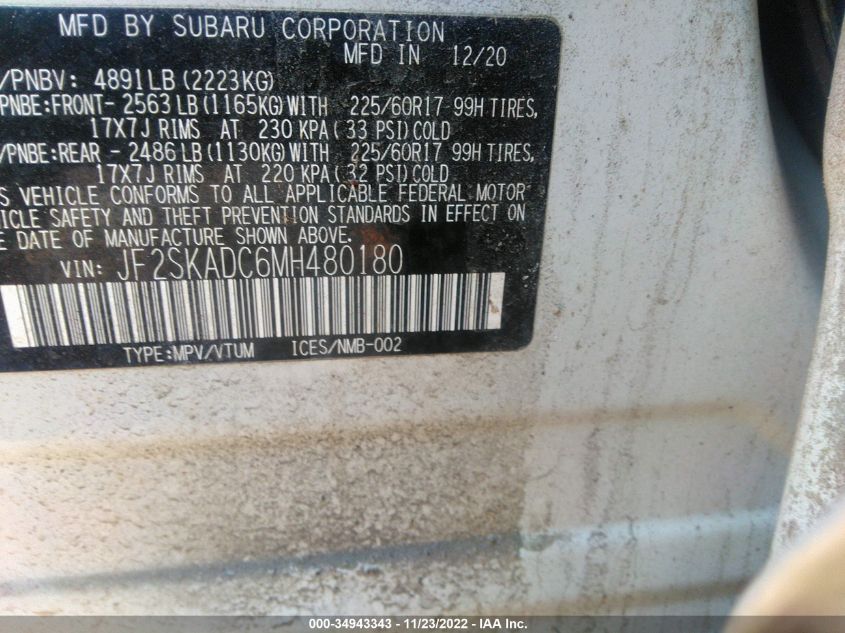 MFD BY SUBARU CORPORATION
MFD IN 12/20
/PNBV: 4891LB(2223KG)
PNBE:FRONT- 2563 LB(1165KG)WITH 225/60R17 99H TIRES,
17X7J RIMS AT 230 KPA( 33 PSI)COLD
/PNBE:REAR - 2486 LB(1130KG)WITH 225/60R17 99H TIRES,
17X7J RIMS AT 220 KPA( 32 PSI)COLD
S VEHICLE CONFORMS TO ALL APPLICABLE FEDERAL MOTOR
ICLE SAFETY AND THEFT PREVENTION STANDARDS IN EFFECT ON
E DATE OF MANUFACTURE SHOWN ABOVE.
VIN: JF2SKADC6MH480180
TYPE:MPV/VTUM ICES/NMB-002
000-34943343 - 11/23/2022 - IAA Inc.